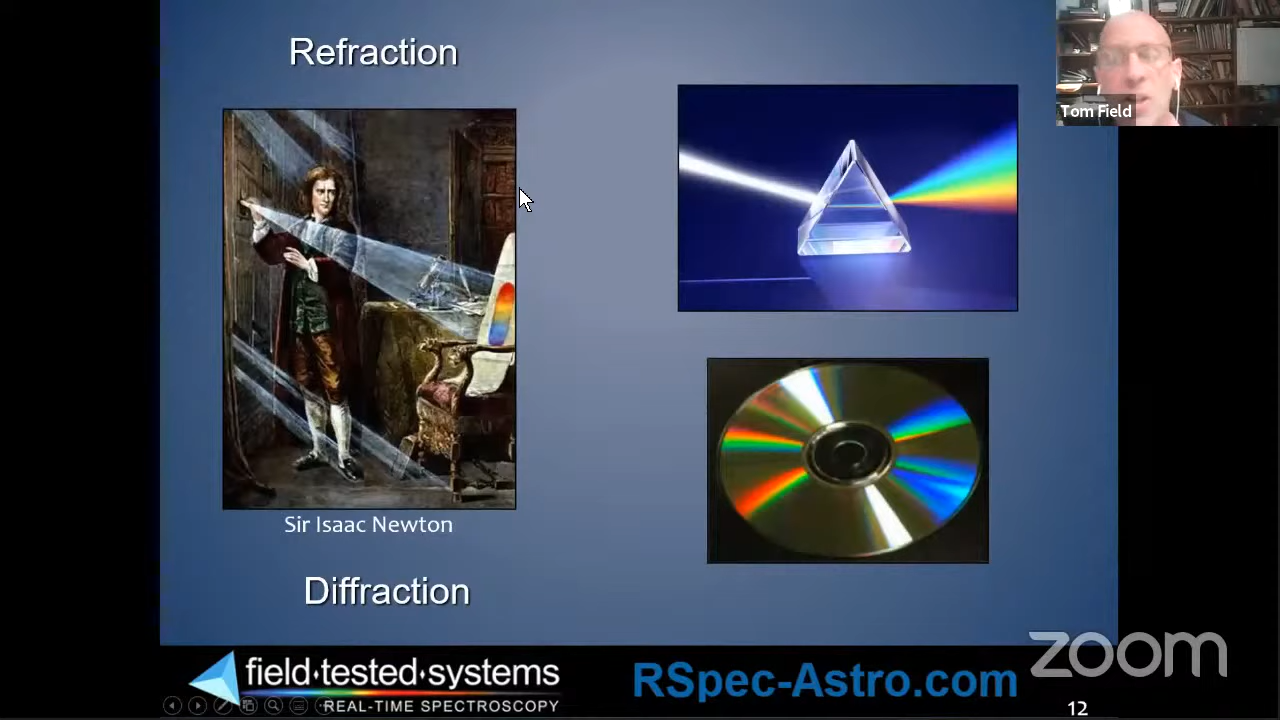 Refraction
Tom Field
Sir Isaac Newton
Diffraction
field·tested·systems
REAL-TIME SPECTROSCOPY
RSpec-Astro.com
zoom
12